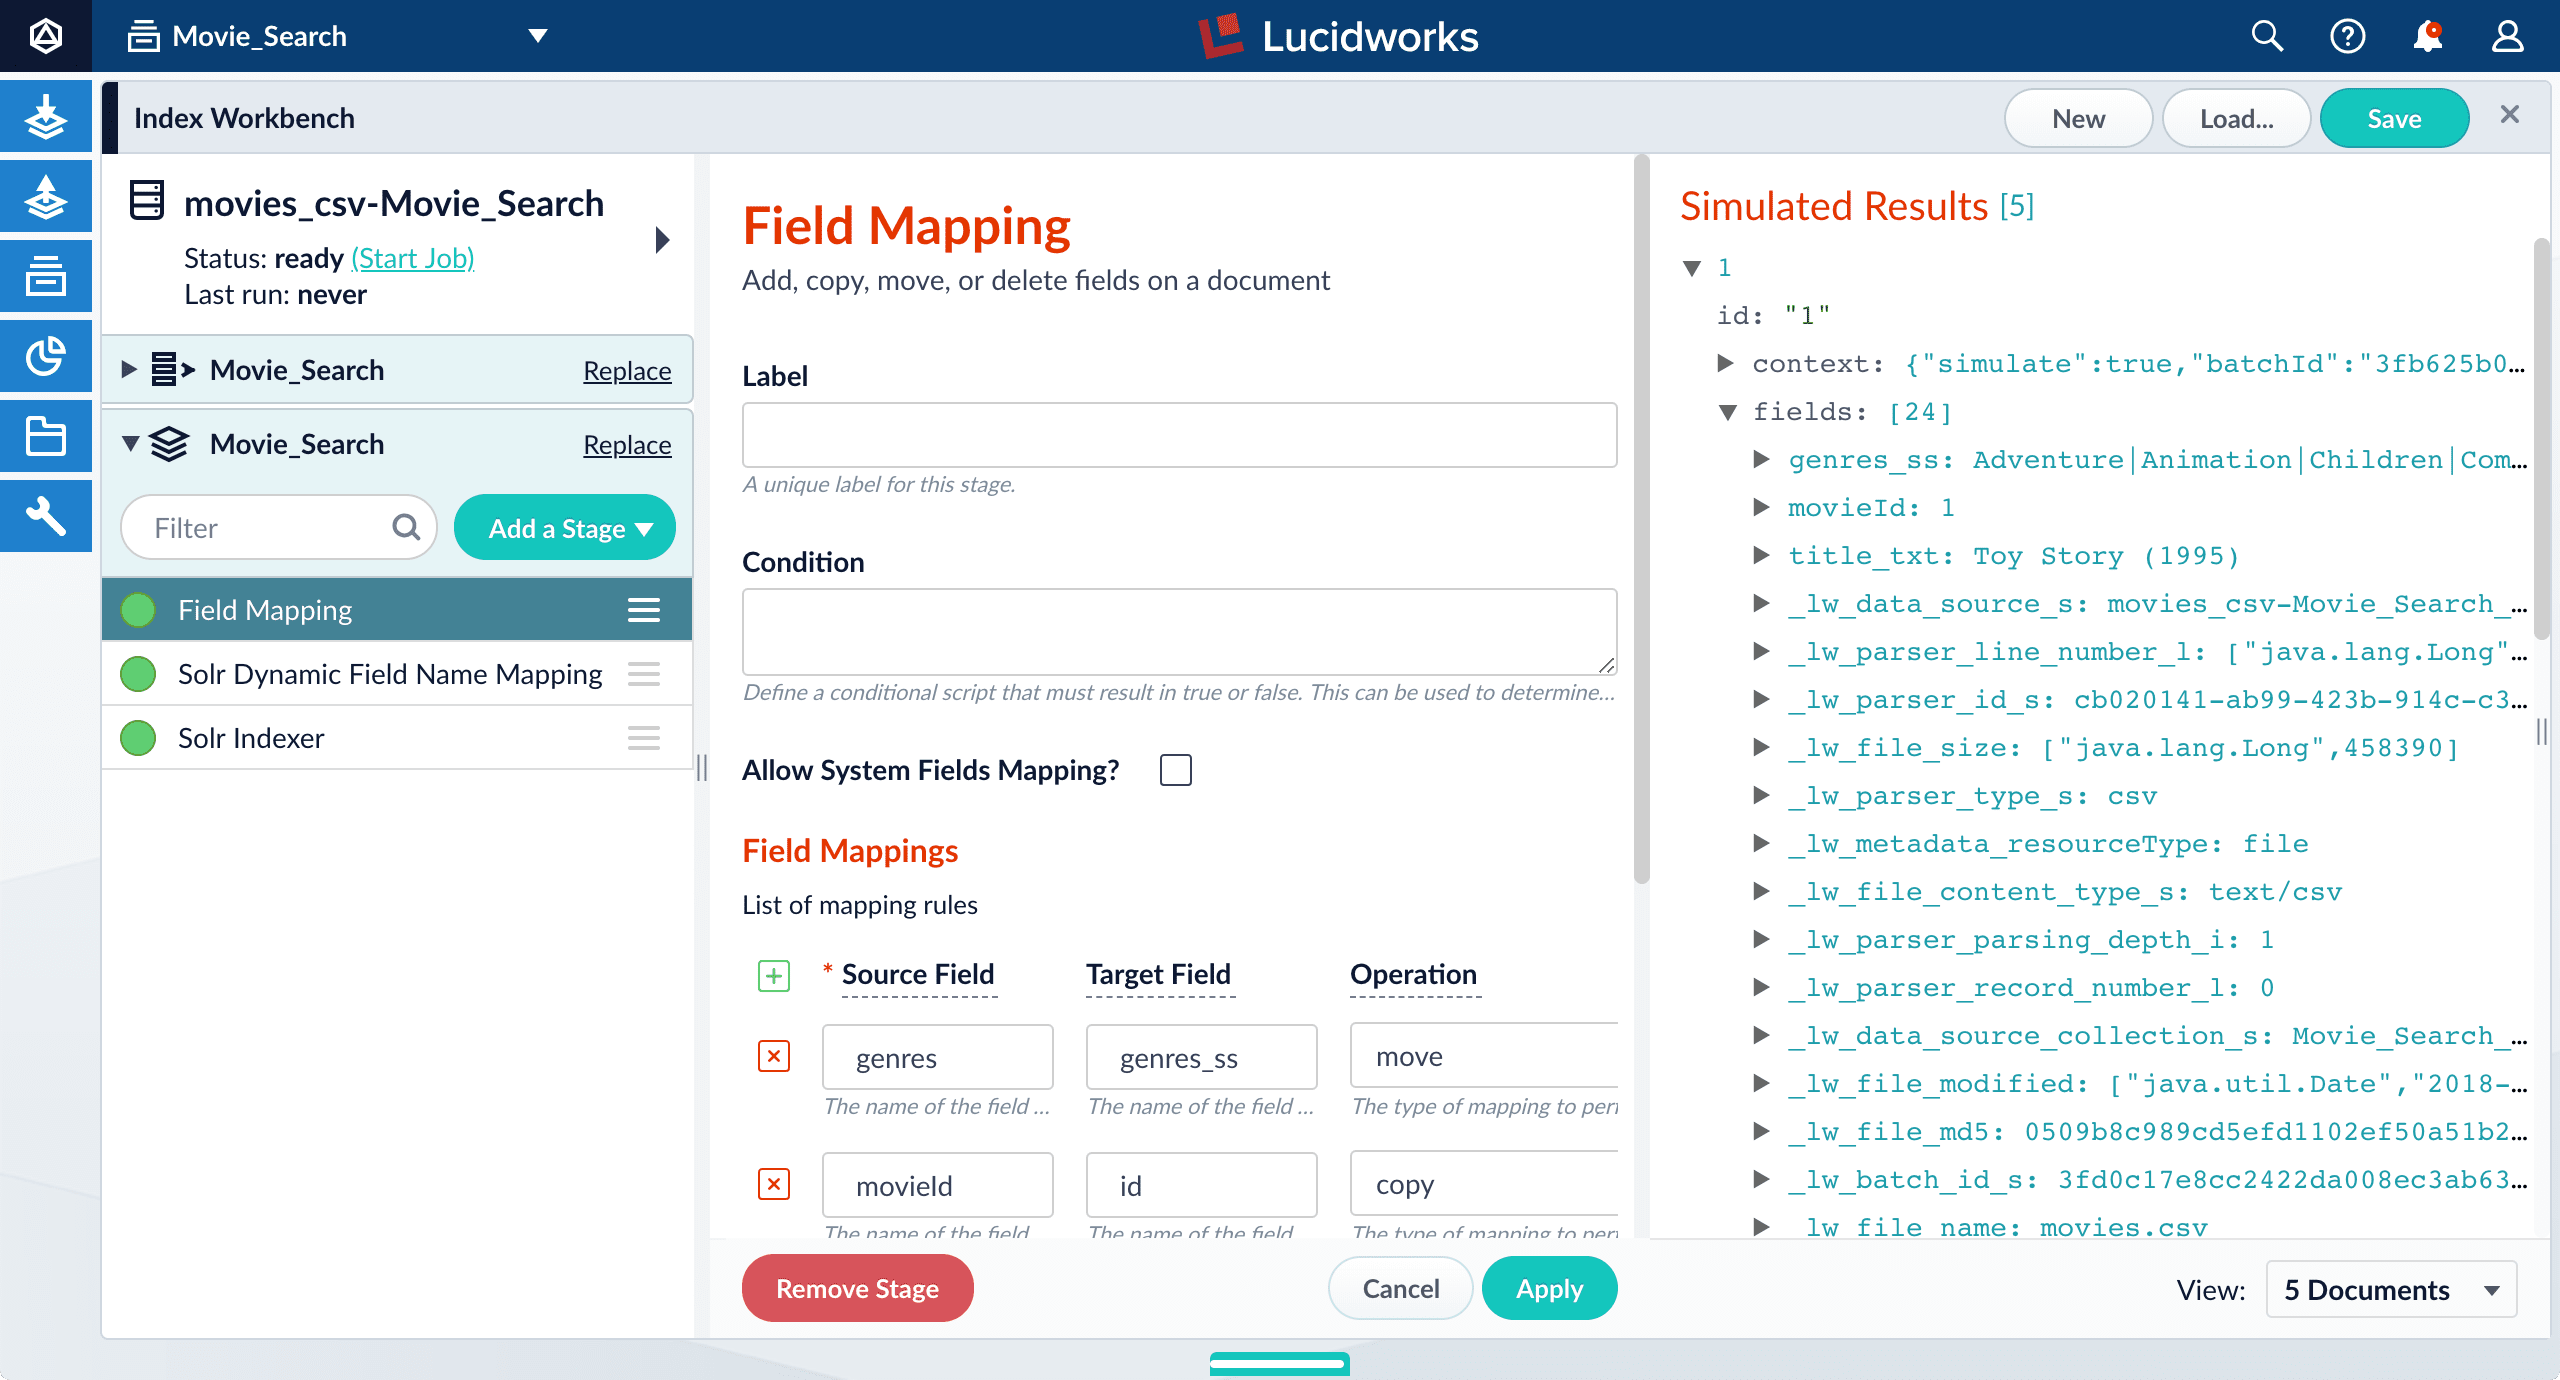 Movie_Search
Lucidworks
Index Workbench
New
Load...
Save
movies_csv-Movie_Search
Status: ready (Start Job)
Last run: never
Movie_Search
Replace
Movie_Search
Replace
Filter
Add a Stage
Field Mapping
Solr Dynamic Field Name Mapping
Solr Indexer
Field Mapping
Add, copy, move, or delete fields on a document
Label
A unique label for this stage.
Condition
Define a conditional script that must result in true or false. This can be used to determine...
Allow System Fields Mapping?
Field Mappings
List of mapping rules
* Source Field
Target Field
Operation
genres
genres_ss
move
The name of the field ...
The name of the field ...
The type of mapping to perf
movieId
id
copy
The name of the field
The name of the field
The type of mapping to perf
Remove Stage
Cancel
Apply
Simulated Results [5]
1
id: "1"
context: {"simulate":true,"batchId":"3fb625b0...
fields: [24]
genres_ss: Adventure|Animation|Children|Com...
movieId: 1
title_txt: Toy Story (1995)
_lw_data_source_s: movies_csv-Movie_Search_...
_lw_parser_line_number_l: ["java.lang.Long"...
_lw_parser_id_s: cb020141-ab99-423b-914c-c3...
_lw_file_size: ["java.lang.Long",458390]
_lw_parser_type_s: csv
_lw_metadata_resourceType: file
_lw_file_content_type_s: text/csv
_lw_parser_parsing_depth_i: 1
_lw_parser_record_number_l: 0
_lw_data_source_collection_s: Movie_Search_...
_lw_file_modified: ["java.util.Date","2018-...
_lw_file_md5: 0509b8c989cd5efd1102ef50a51b2...
_lw_batch_id_s: 3fd0c17e8cc2422da008ec3ab63...
_lw_file_name: movies.csv
View:
5 Documents